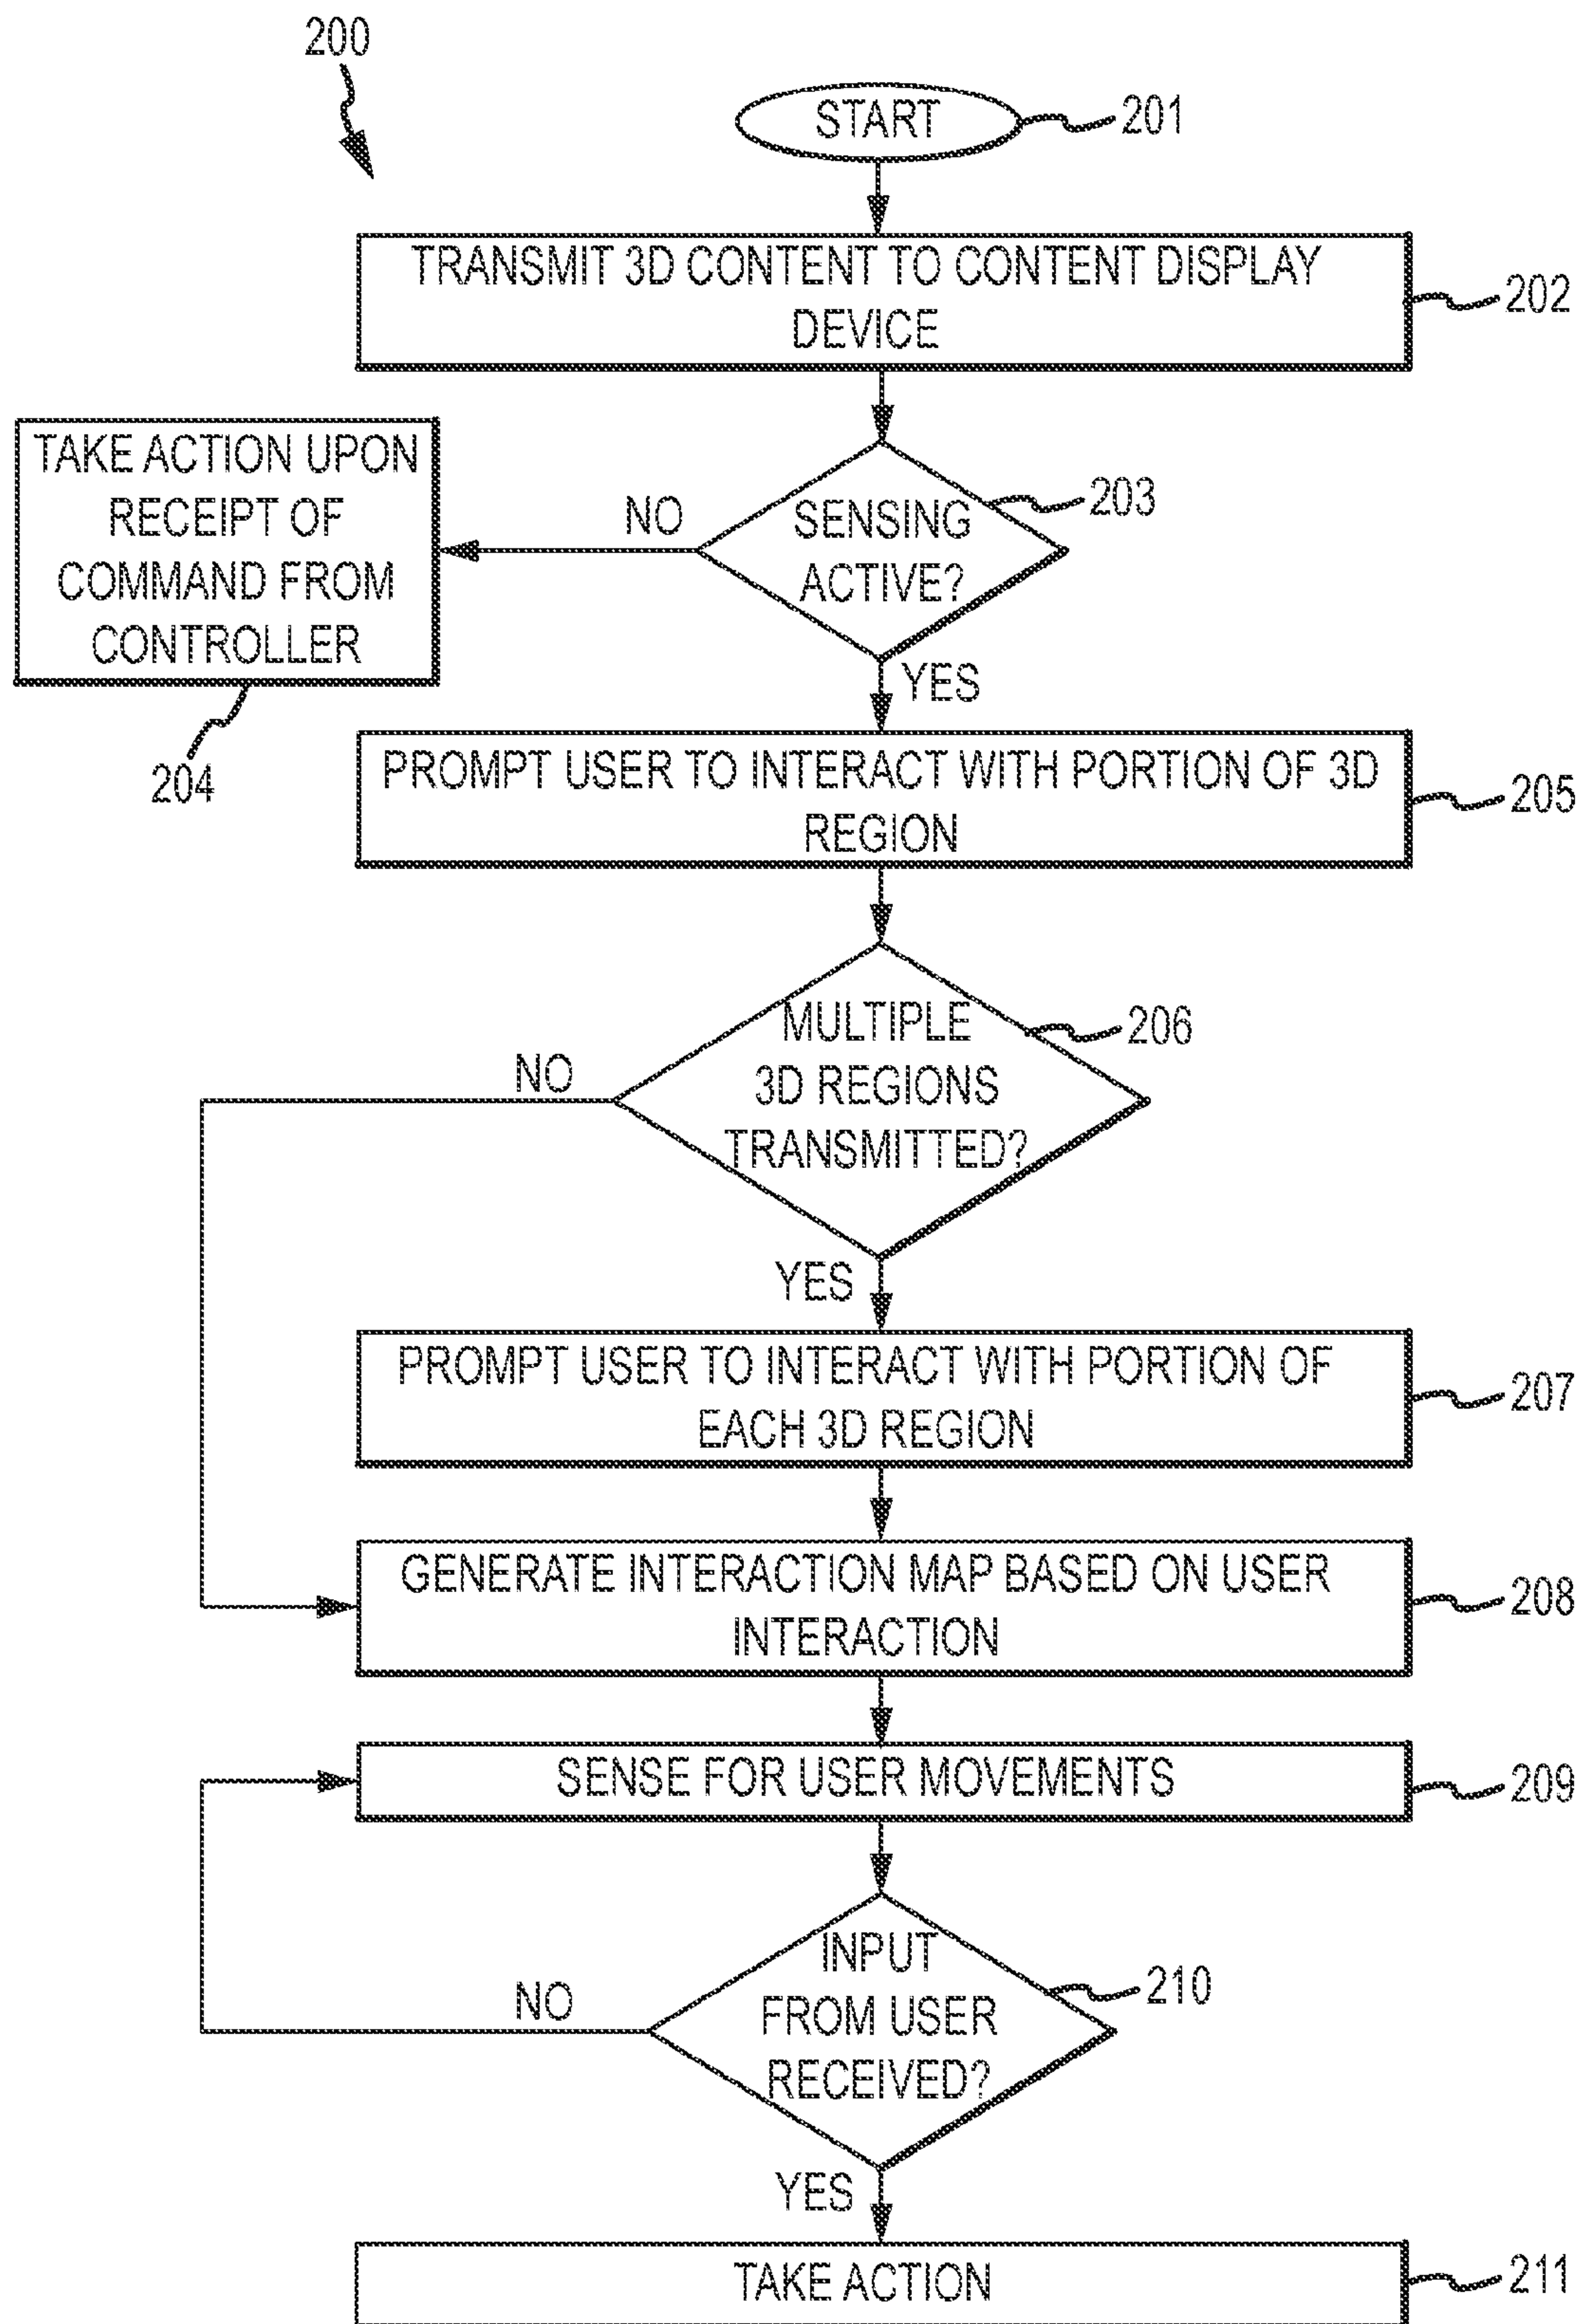 200
START
201
TRANSMIT 3D CONTENT TO CONTENT DISPLAY
DEVICE
202
TAKE ACTION UPON
RECEIPT OF
COMMAND FROM
CONTROLLER
204
NO
SENSING
ACTIVE?
203
YES
PROMPT USER TO INTERACT WITH PORTION OF 3D
REGION
205
MULTIPLE
3D REGIONS
TRANSMITTED?
206
NO
YES
PROMPT USER TO INTERACT WITH PORTION OF
EACH 3D REGION
207
GENERATE INTERACTION MAP BASED ON USER
INTERACTION
208
SENSE FOR USER MOVEMENTS
209
INPUT
FROM USER
RECEIVED?
210
NO
YES
TAKE ACTION
211